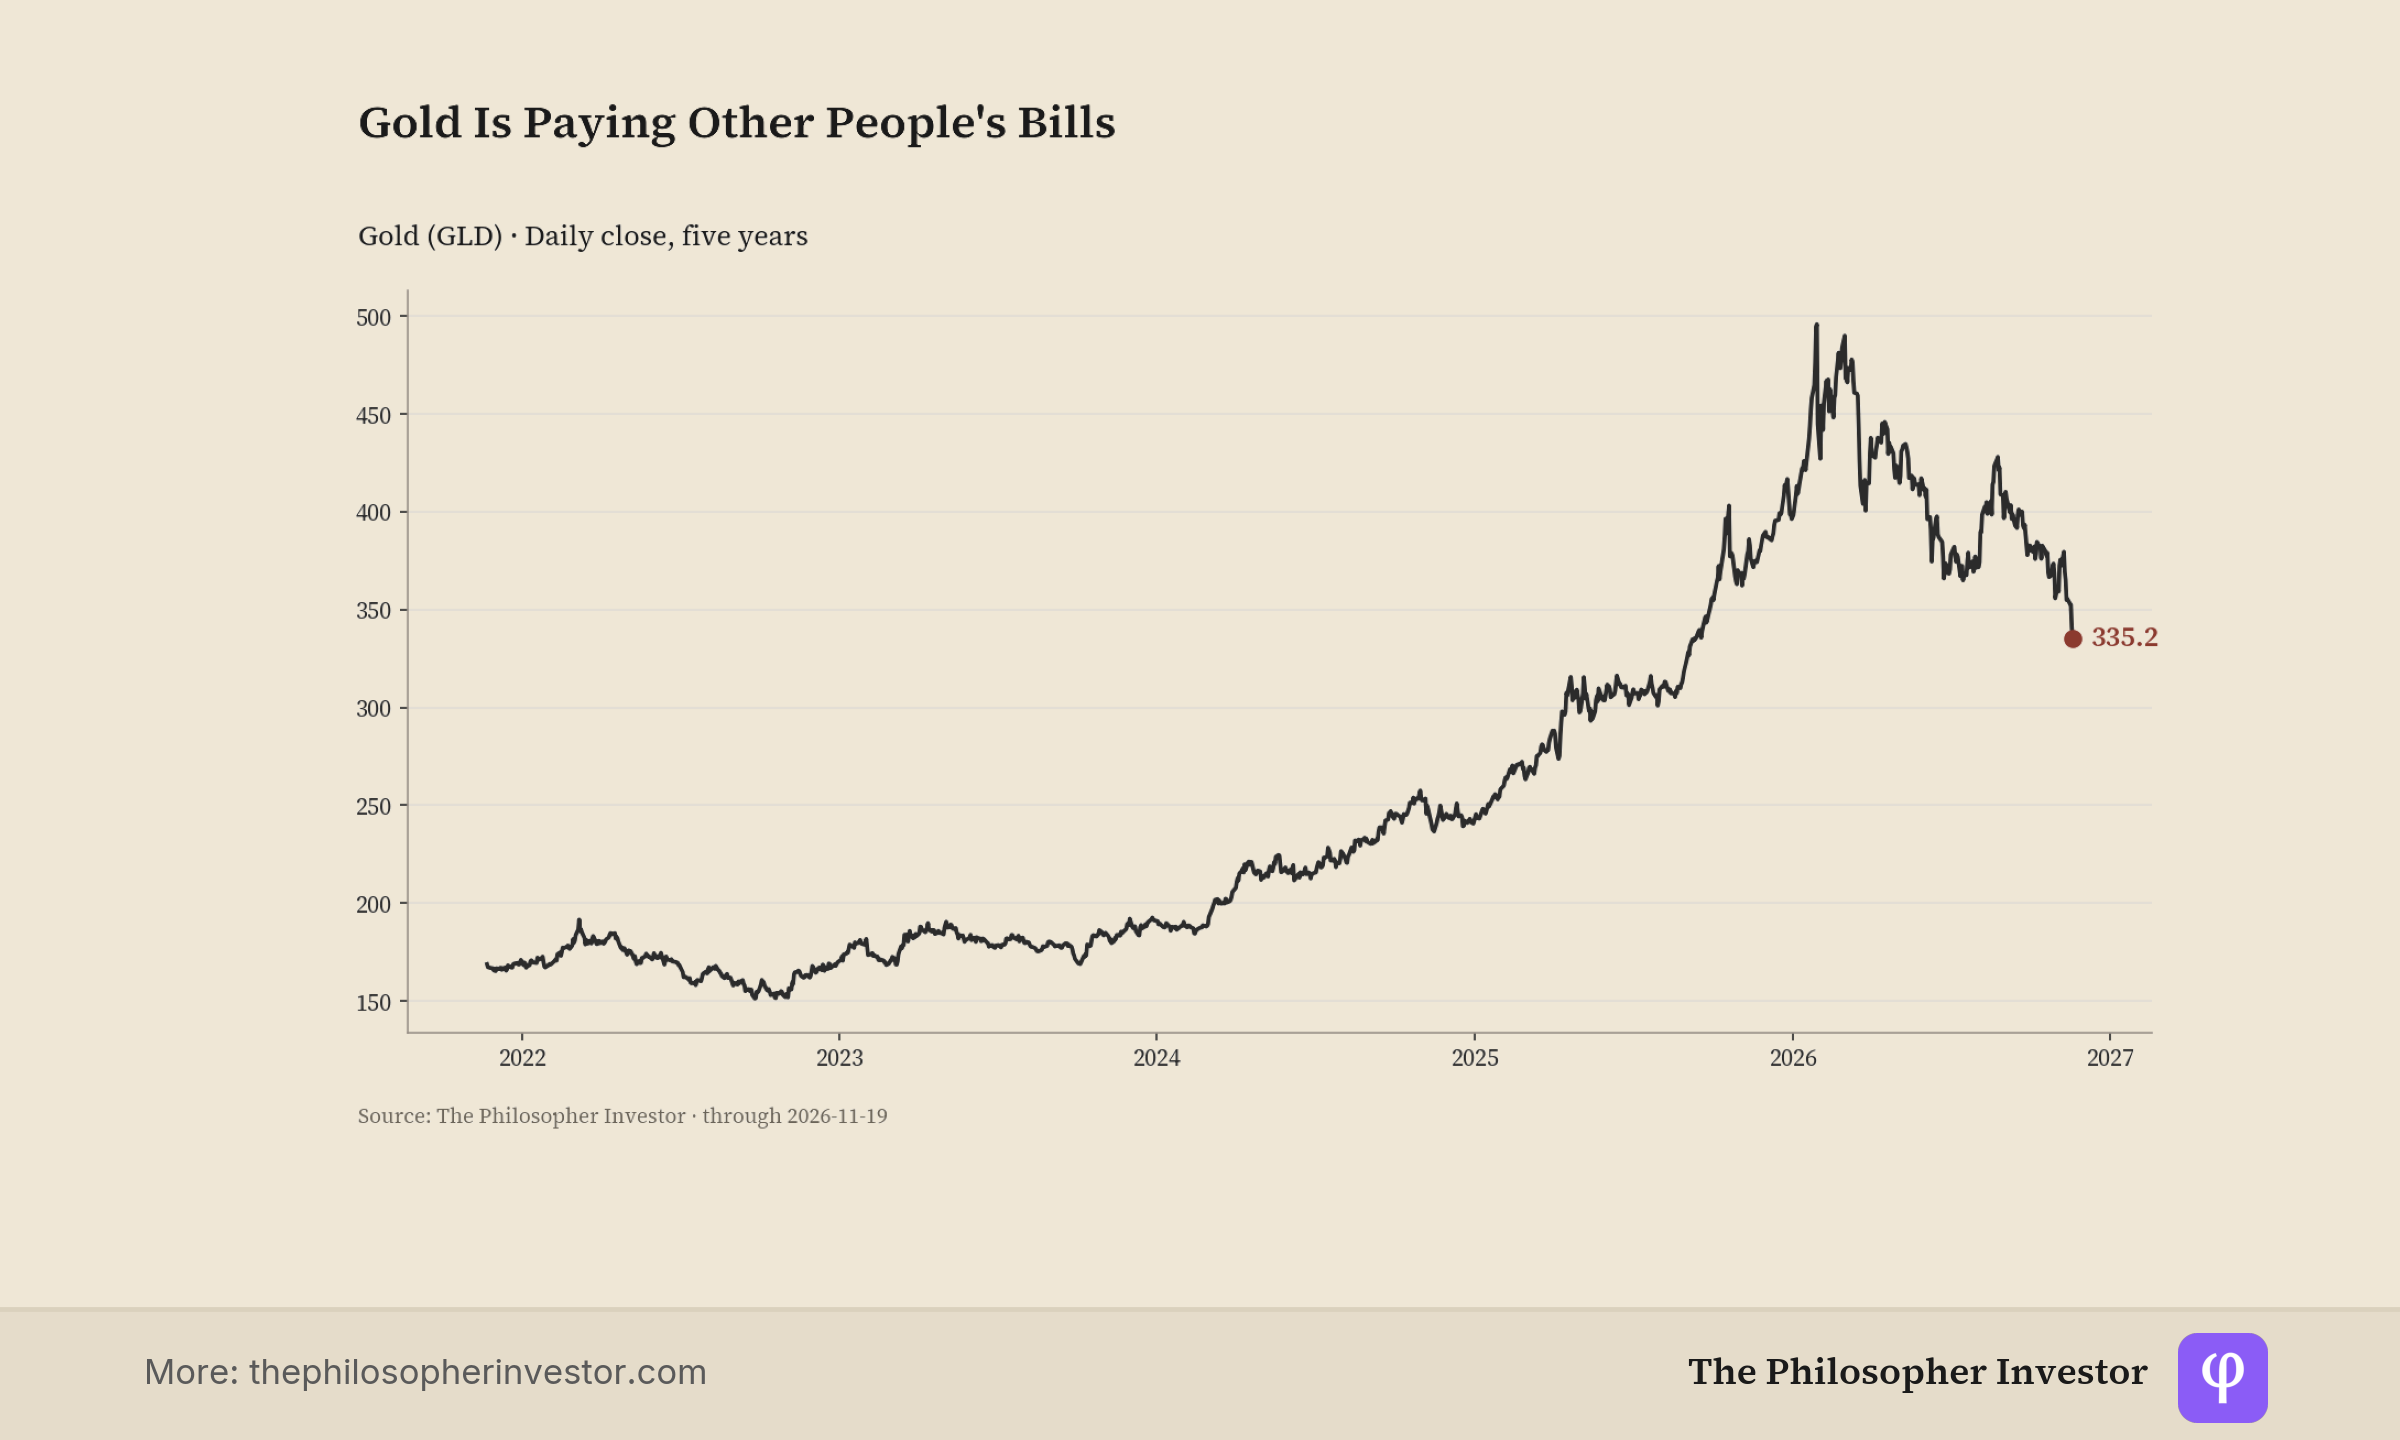 Gold Is Paying Other People's Bills
Gold (GLD) · Daily close, five years
500
450
400
350
300
250
200
150
335.2
2022 2023 2024 2025 2026 2027
Source: The Philosopher Investor · through 2026-11-19
More: thephilosopherinvestor.com
The Philosopher Investor φ